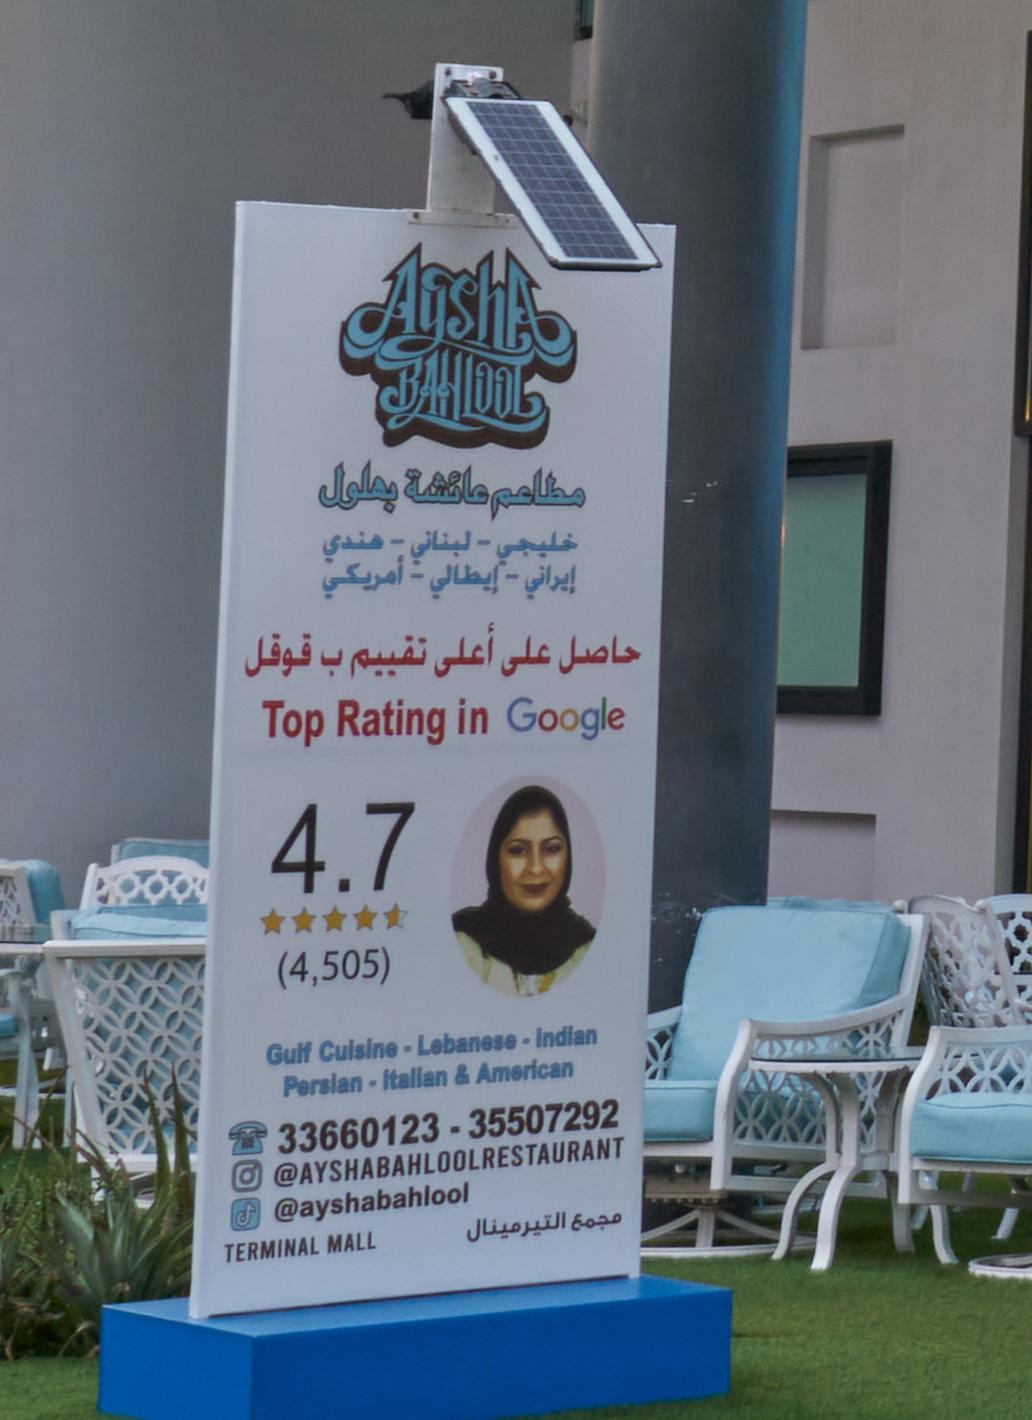 AyshA
BAHLOOL
مطاعم عائشة بهلول
خليجي - لبناني - هندي
إيراني - إيطالي - أمريكي
حاصل على أعلى تقييم ب قوقل
Top Rating in Google
4.7
(4,505)
Gulf Cuisine - Lebanese - Indian
Persian - Italian & American
33660123 - 35507292
@AYSHABAHLOOLRESTAURANT
@ayshabahlool
TERMINAL MALL مجمع التيرمينال